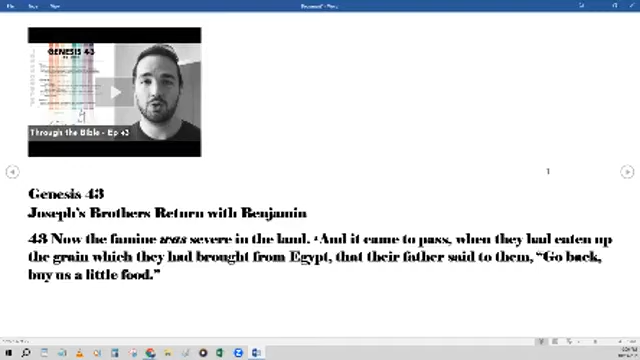 GENESIS 43
Through the Bible - Ep 43
1
Genesis 43
Joseph's Brothers Return with Benjamin
43 Now the famine was severe in the land. ²And it came to pass, when they had eaten up
the grain which they had brought from Egypt, that their father said to them, “Go back,
buy us a little food.”